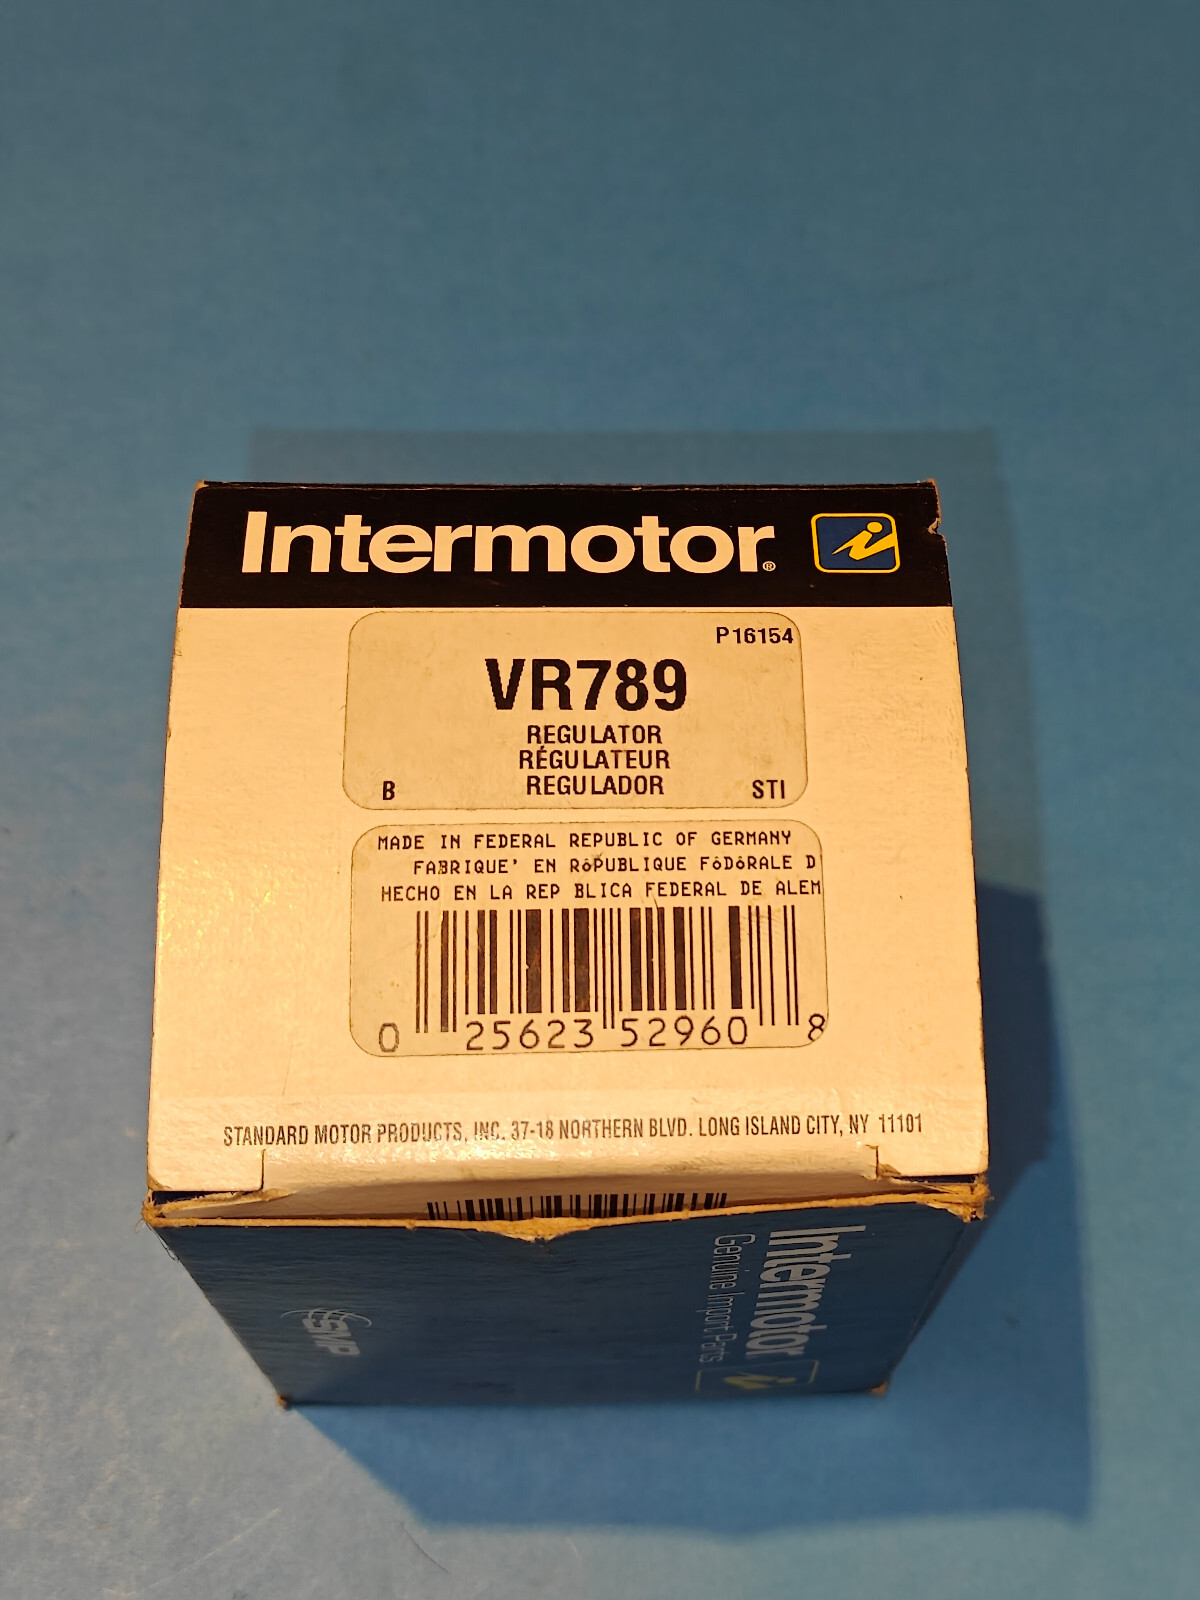 Intermotor®
P16154
VR789
REGULATOR
RÉGULATEUR
REGULADOR
B STI
MADE IN FEDERAL REPUBLIC OF GERMANY
FABRIQUE' EN RôPUBLIQUE FôDôRALE D
HECHO EN LA REP BLICA FEDERAL DE ALEM
0 25623 52960 8
STANDARD MOTOR PRODUCTS, INC. 37-18 NORTHERN BLVD. LONG ISLAND CITY, NY 11101
Intermotor
Genuine Import Parts
SMP